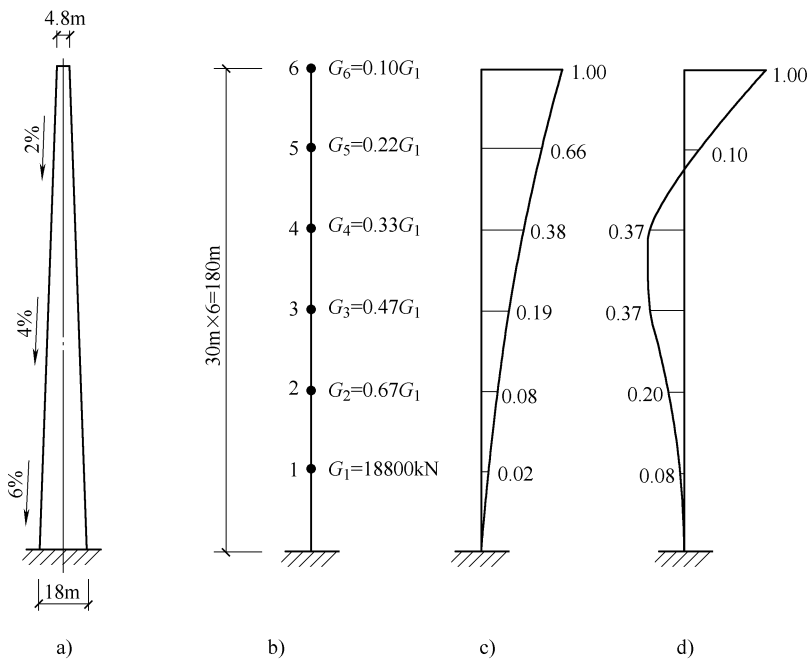 4.8m
2%
4%
6%
18m
a)
30m×6=180m
6 G₆=0.10G₁
5 G₅=0.22G₁
4 G₄=0.33G₁
3 G₃=0.47G₁
2 G₂=0.67G₁
1 G₁=18800kN
b)
1.00
0.66
0.38
0.19
0.08
0.02
c)
1.00
0.10
0.37
0.37
0.20
0.08
d)